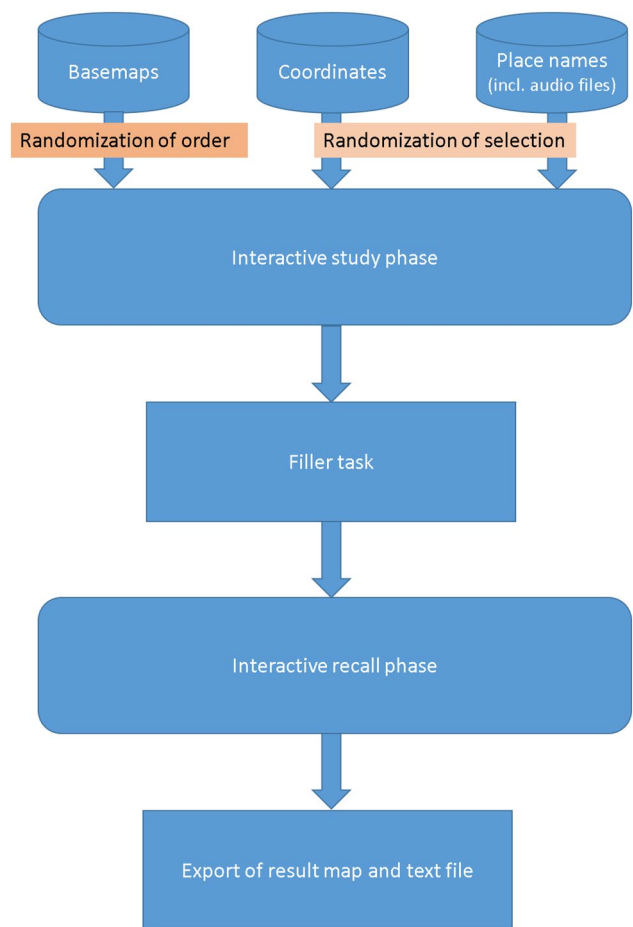 Basemaps
Coordinates
Place names
(incl. audio files)
Randomization of order
Randomization of selection
Interactive study phase
Filler task
Interactive recall phase
Export of result map and text file